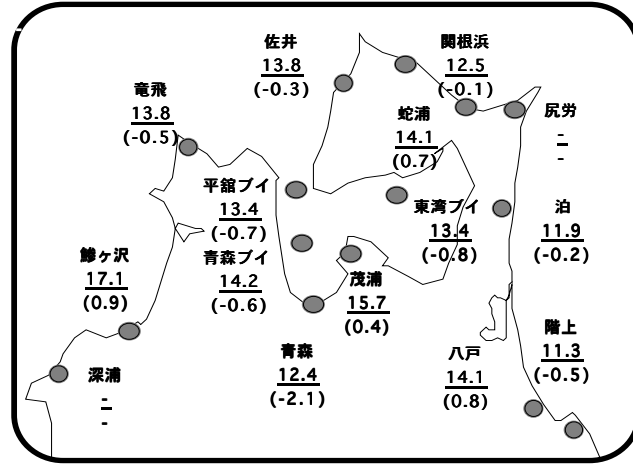 佐井
13.8
(-0.3)
関根浜
12.5
(-0.1)
竜飛
13.8
(-0.5)
蛇浦
14.1
(0.7)
尻労
-
-
平舘ブイ
13.4
(-0.7)
東湾ブイ
13.4
(-0.8)
泊
11.9
(-0.2)
鰺ヶ沢
17.1
(0.9)
青森ブイ
14.2
(-0.6)
茂浦
15.7
(0.4)
階上
11.3
(-0.5)
青森
12.4
(-2.1)
八戸
14.1
(0.8)
深浦
-
-